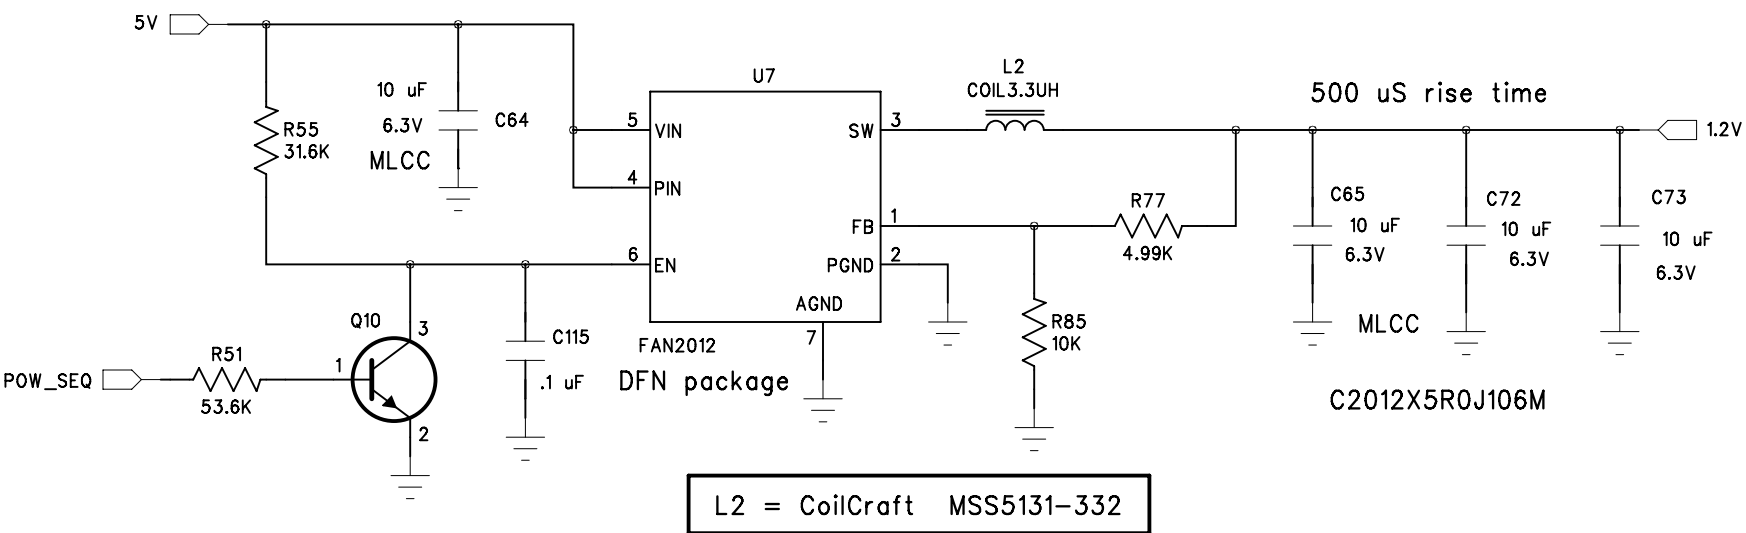 5V
10 uF
6.3V
MLCC
C64
R55
31.6K
U7
5
VIN
4
PIN
6
EN
SW
3
FB
1
PGND
2
AGND
7
FAN2012
DFN package
L2
COIL3.3UH
500 uS rise time
1.2V
R77
4.99K
R85
10K
C65
10 uF
6.3V
C72
10 uF
6.3V
C73
10 uF
6.3V
MLCC
C2012X5R0J106M
Q10
3
1
2
C115
.1 uF
POW_SEQ
R51
53.6K
L2 = CoilCraft MSS5131-332